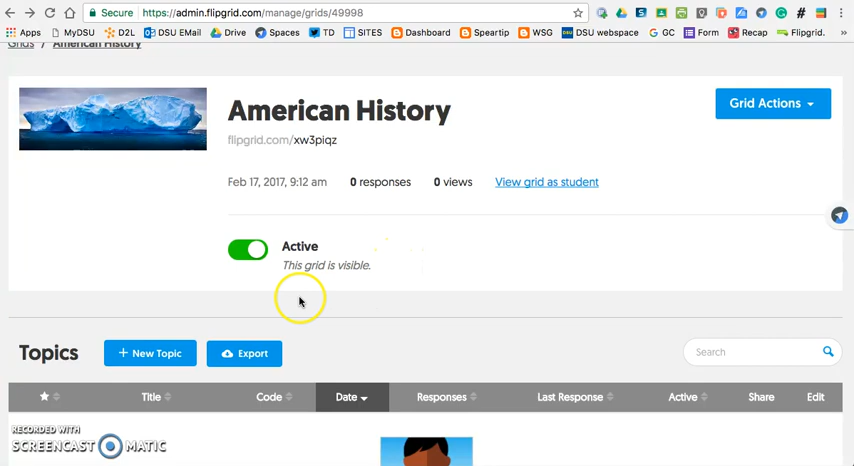 Secure https://admin.flipgrid.com/manage/grids/49998
Apps MyDSU D2L DSU EMail Drive Spaces TD SITES Dashboard Speartip WSG DSU webspace GC Form Recap Flipgrid.
Grids / American History
American History
Grid Actions
flipgrid.com/xw3piqz
Feb 17, 2017, 9:12 am 0 responses 0 views View grid as student
Active
This grid is visible.
Topics + New Topic Export Search
Title Code Date Responses Last Response Active Share Edit
RECORDED WITH
SCREENCAST MATIC